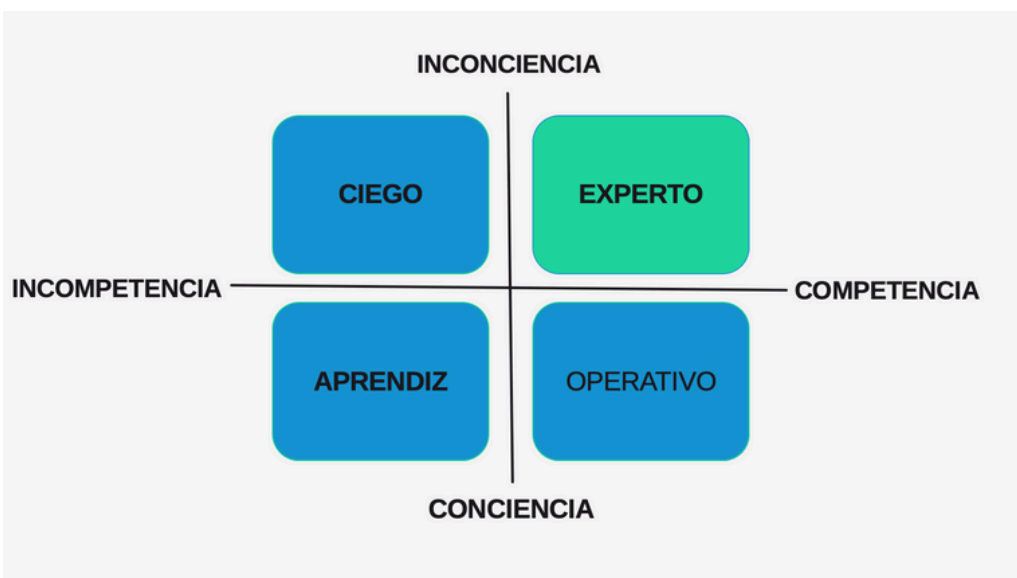 INCONCIENCIA
CIEGO
EXPERTO
INCOMPETENCIA
COMPETENCIA
APRENDIZ
OPERATIVO
CONCIENCIA